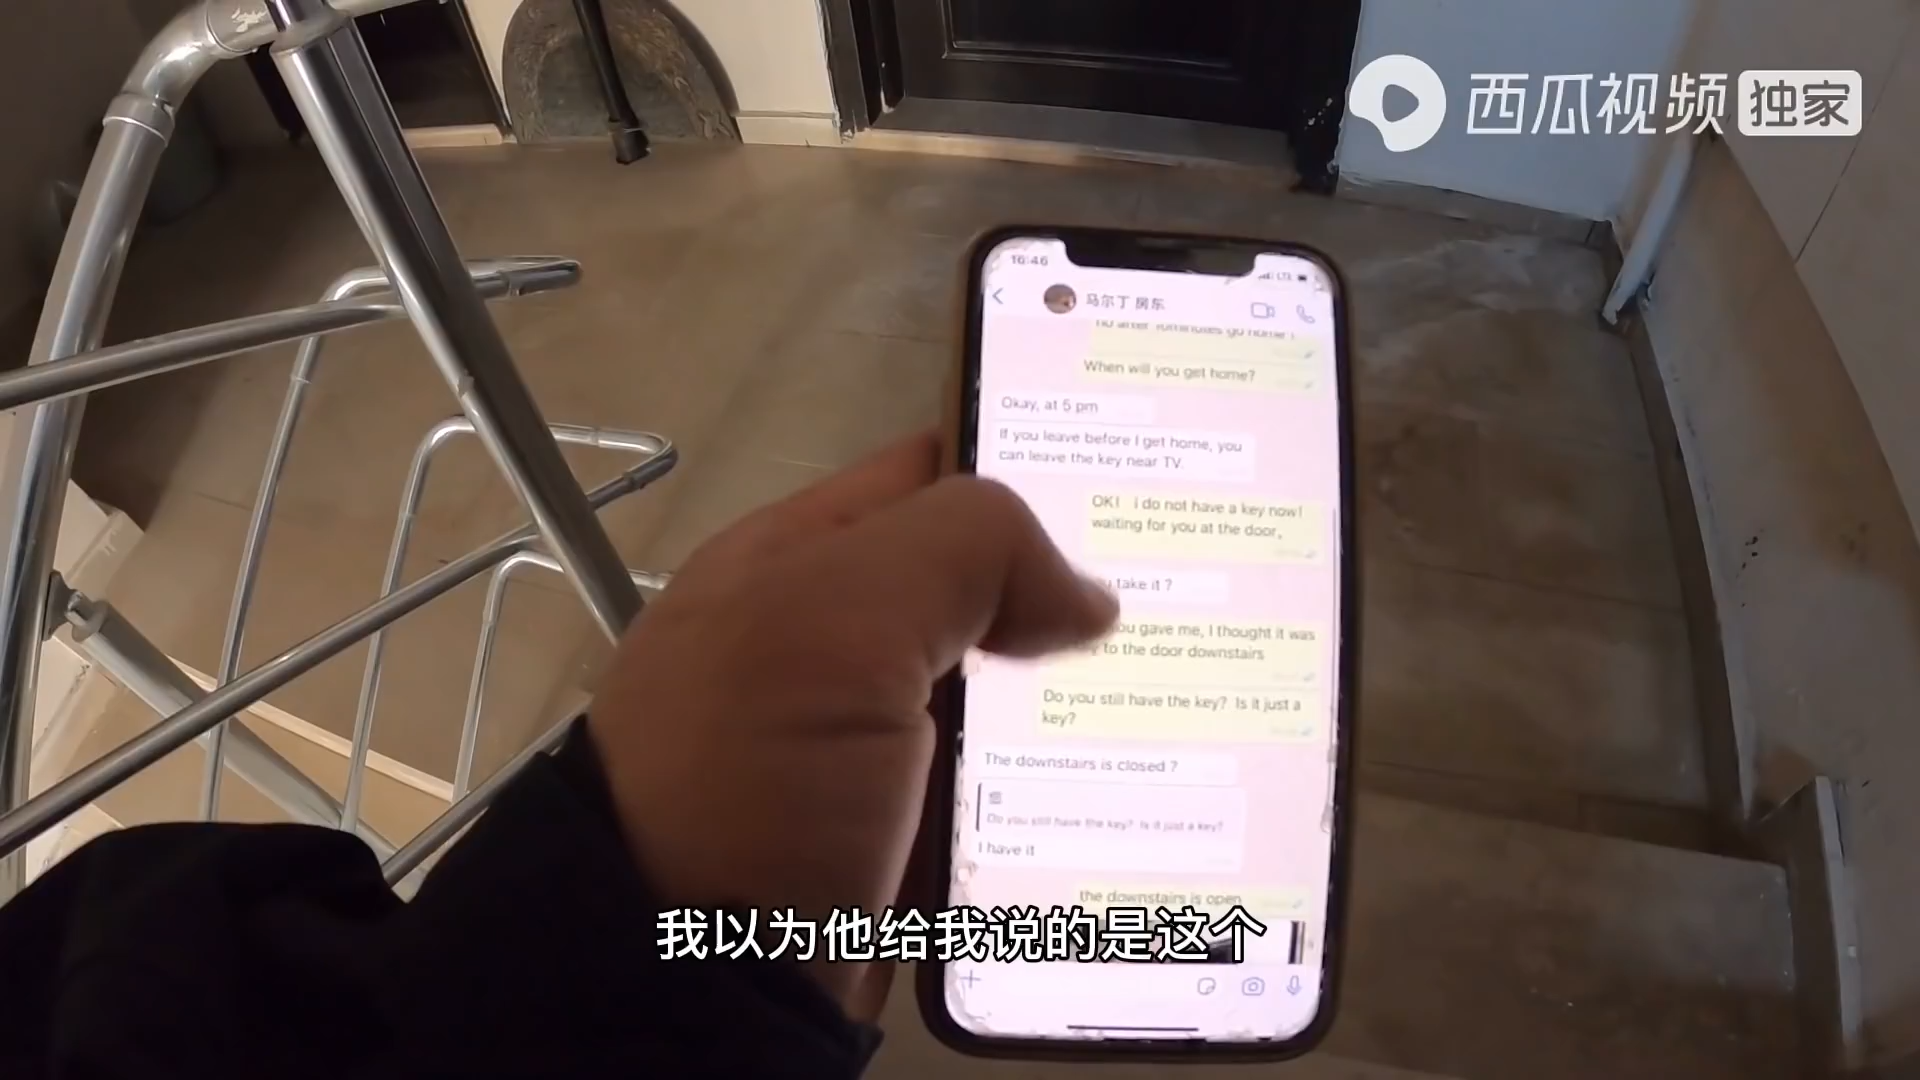 西瓜视频 独家
16:46
LTE
马尔丁 房东
go home !
When will you get home?
Okay, at 5 pm
If you leave before I get home, you
can leave the key near TV.
OK! i do not have a key now!
waiting for you at the door,
take it ?
you gave me, I thought it was
to the door downstairs
Do you still have the key? Is it just a
key?
The downstairs is closed ?
您
Do you still have the key? Is it just a key?
I have it
the downstairs is open
我以为他给我说的是这个